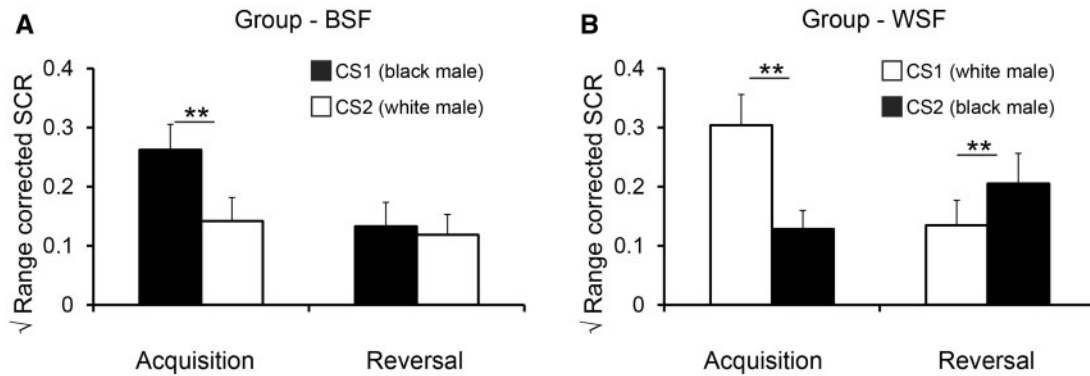 A
Group - BSF
√ Range corrected SCR
0.4
0.3
0.2
0.1
0
CS1 (black male)
CS2 (white male)
**
Acquisition
Reversal
B
Group - WSF
√ Range corrected SCR
0.4
0.3
0.2
0.1
0
CS1 (white male)
CS2 (black male)
**
**
Acquisition
Reversal